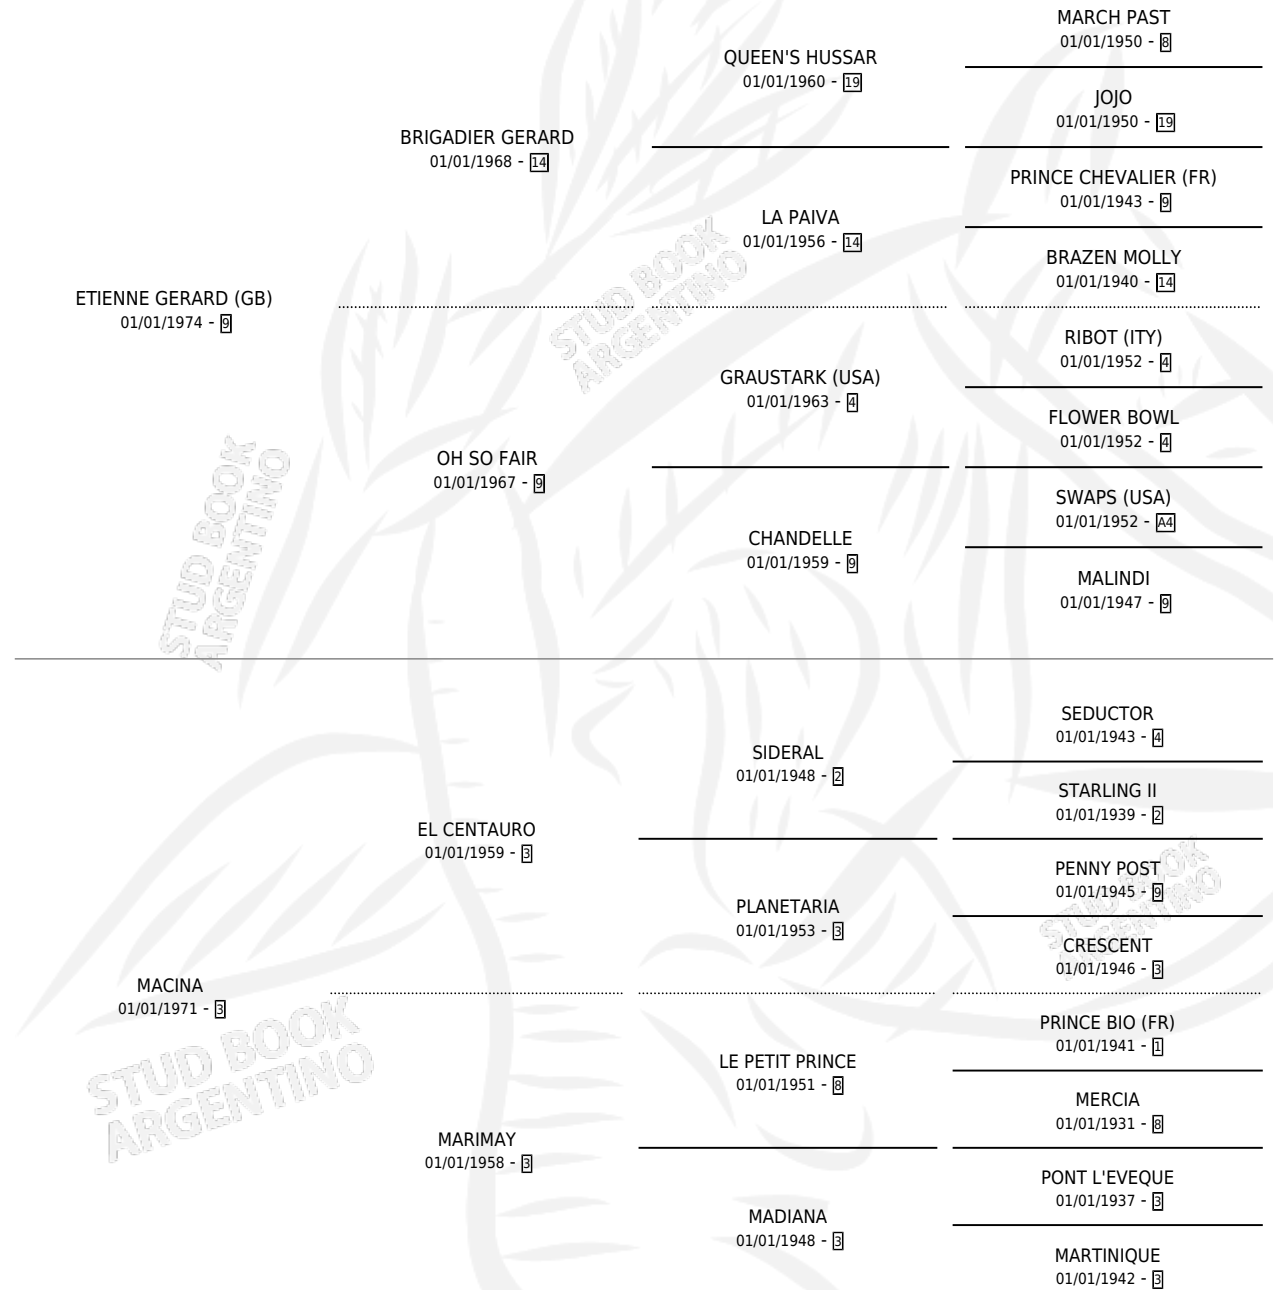 MARCH PAST
01/01/1950 - 8
QUEEN'S HUSSAR
01/01/1960 - 19
JOJO
01/01/1950 - 19
BRIGADIER GERARD
01/01/1968 - 14
PRINCE CHEVALIER (FR)
01/01/1943 - 9
LA PAIVA
01/01/1956 - 14
BRAZEN MOLLY
01/01/1940 - 14
ETIENNE GERARD (GB)
01/01/1974 - 9
RIBOT (ITY)
01/01/1952 - 4
GRAUSTARK (USA)
01/01/1963 - 4
FLOWER BOWL
01/01/1952 - 4
OH SO FAIR
01/01/1967 - 9
SWAPS (USA)
01/01/1952 - A4
CHANDELLE
01/01/1959 - 9
MALINDI
01/01/1947 - 9
SEDUCTOR
01/01/1943 - 4
SIDERAL
01/01/1948 - 2
STARLING II
01/01/1939 - 2
EL CENTAURO
01/01/1959 - 3
PENNY POST
01/01/1945 - 9
PLANETARIA
01/01/1953 - 3
CRESCENT
01/01/1946 - 3
MACINA
01/01/1971 - 3
PRINCE BIO (FR)
01/01/1941 - 1
LE PETIT PRINCE
01/01/1951 - 8
MERCIA
01/01/1931 - 8
MARIMAY
01/01/1958 - 3
PONT L'EVEQUE
01/01/1937 - 3
MADIANA
01/01/1948 - 3
MARTINIQUE
01/01/1942 - 3
STUD BOOK
ARGENTINO
STUD BOOK
ARGENTINO
STUD BOOK
ARGENTINO
STUD BOOK
ARGENTINO